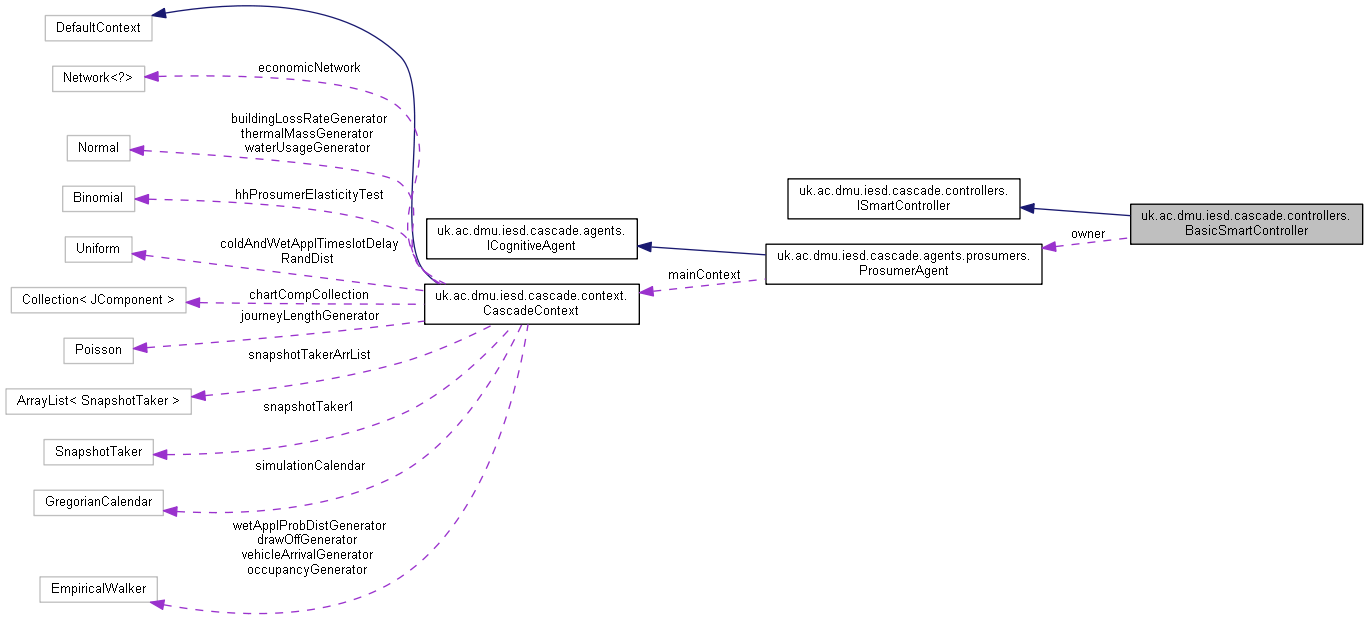 DefaultContext
economicNetwork
Network<?>
buildingLossRateGenerator
thermalMassGenerator
waterUsageGenerator
Normal
hhProsumerElasticityTest
Binomial
coldAndWetApplTimeslotDelay
RandDist
Uniform
chartCompCollection
Collection< JComponent >
journeyLengthGenerator
Poisson
snapshotTakerArrList
ArrayList< SnapshotTaker >
snapshotTaker1
SnapshotTaker
simulationCalendar
GregorianCalendar
wetApplProbDistGenerator
drawOffGenerator
vehicleArrivalGenerator
occupancyGenerator
EmpiricalWalker
uk.ac.dmu.iesd.cascade.agents.
ICognitiveAgent
uk.ac.dmu.iesd.cascade.context.
CascadeContext
mainContext
uk.ac.dmu.iesd.cascade.controllers.
ISmartController
uk.ac.dmu.iesd.cascade.agents.prosumers.
ProsumerAgent
owner
uk.ac.dmu.iesd.cascade.controllers.
BasicSmartController